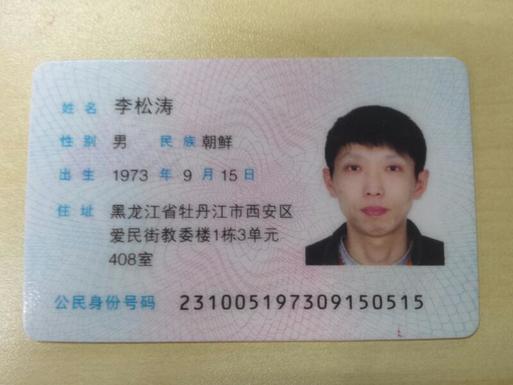 姓名 李松涛
性别 男 民族 朝鲜
出生 1973 年 9 月 15 日
住址 黑龙江省牡丹江市西安区
爱民街教委楼1栋3单元
408室
公民身份号码 231005197309150515